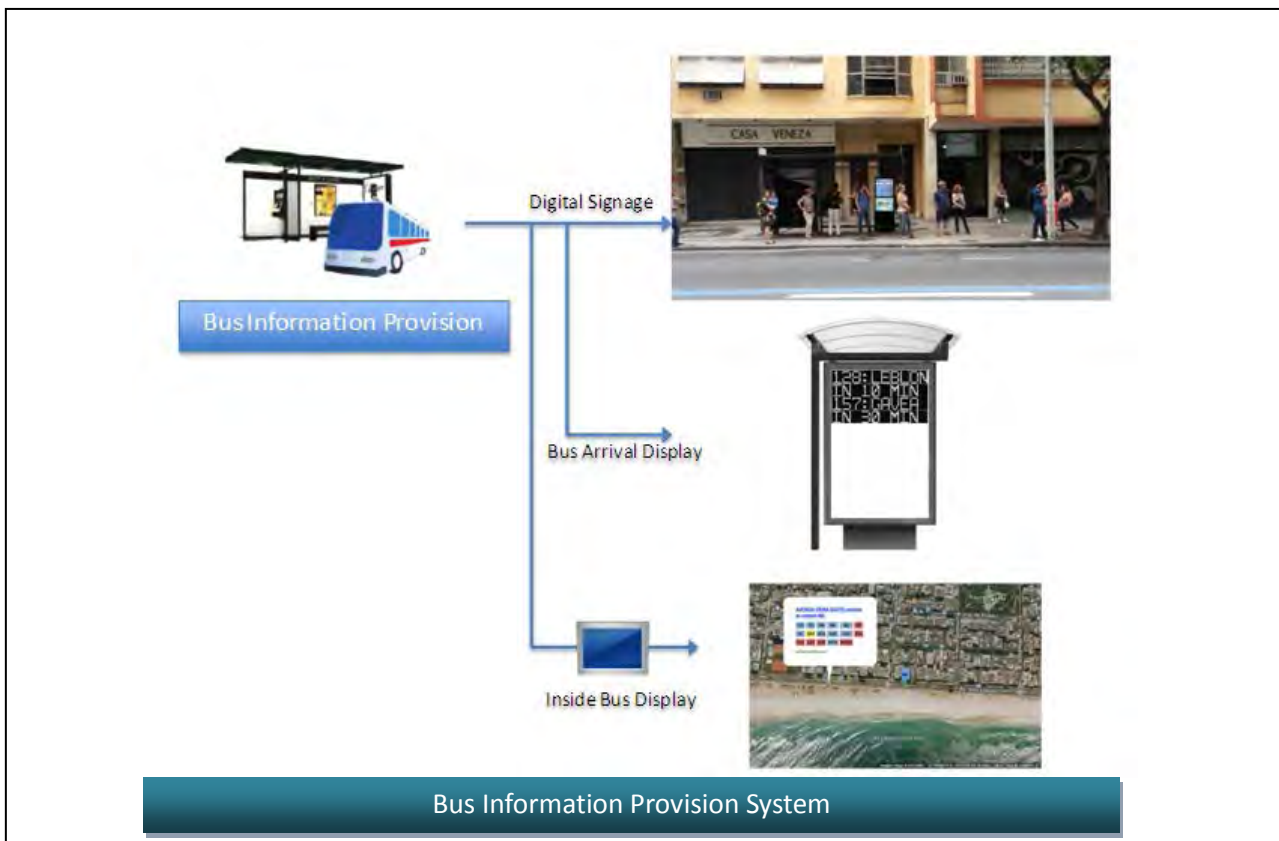 CASA VENEZA
Digital Signage
Bus Information Provision
128:LEBLON
IN 10 MIN
157:GAVEA
IN 30 MIN
Bus Arrival Display
Inside Bus Display
Bus Information Provision System